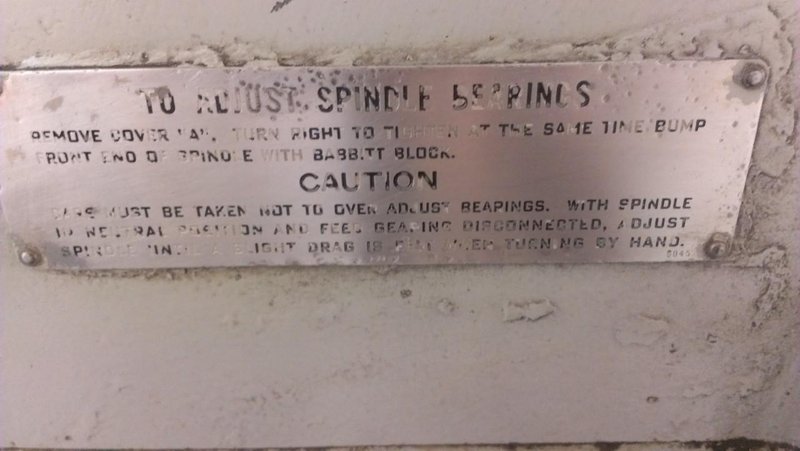 TO ADJUST SPINDLE BEARINGS
REMOVE COVER TURN RIGHT TO TIGHTEN AT THE SAME TIME BUMP
FRONT END OF SPINDLE WITH BABBITT BLOCK.
CAUTION
CARE MUST BE TAKEN NOT TO OVER ADJUST BEARINGS. WITH SPINDLE
IN NEUTRAL POSITION AND FEED GEARING DISCONNECTED, ADJUST
SPINDLE UNTIL A SLIGHT DRAG IS FELT WHEN TURNING BY HAND.